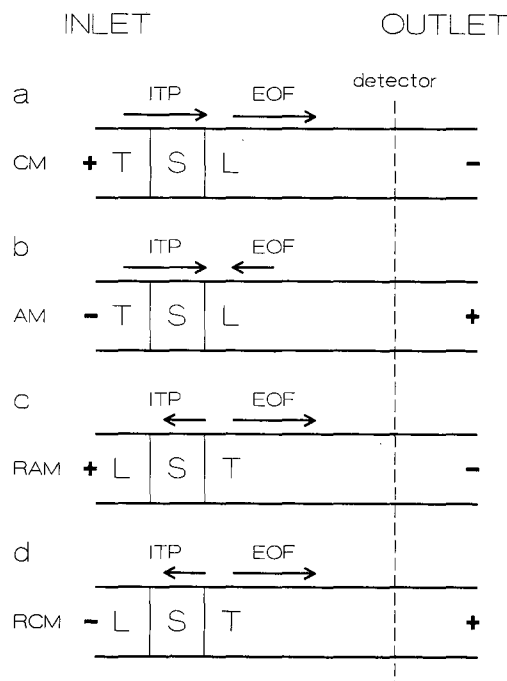 INLET OUTLET
detector
a
ITP EOF
CM + T S L -
b
ITP EOF
AM - T S L +
c
ITP EOF
RAM + L S T -
d
ITP EOF
RCM - L S T +